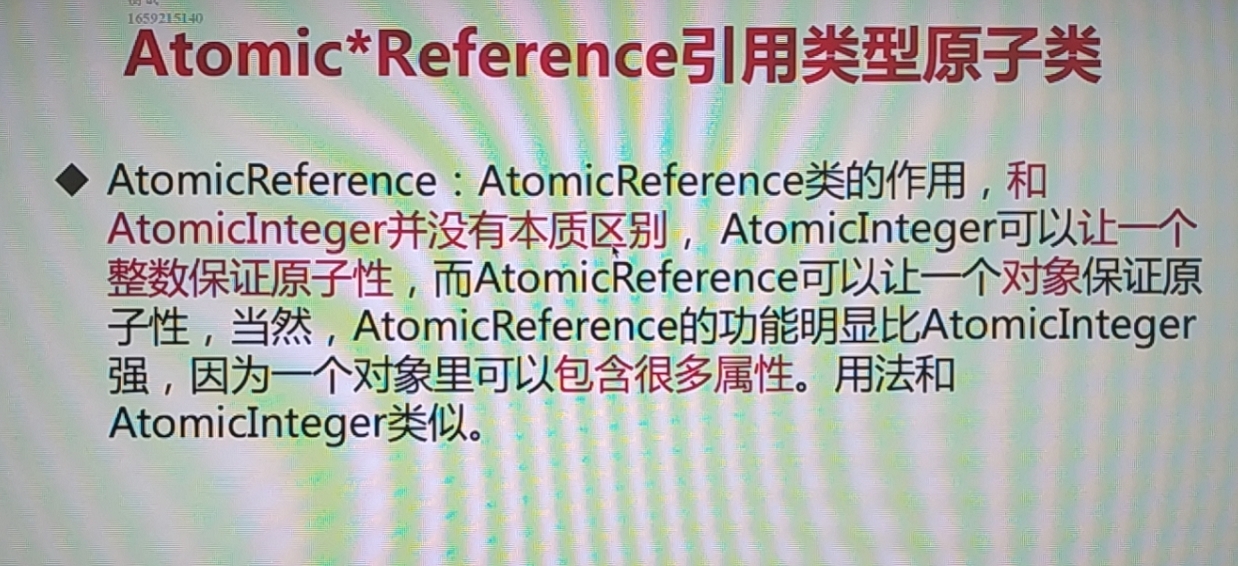 1659215140
Atomic*Reference引用类型原子类
◆ AtomicReference：AtomicReference类的作用，和
AtomicInteger并没有本质区别， AtomicInteger可以让一个
整数保证原子性，而AtomicReference可以让一个对象保证原
子性，当然，AtomicReference的功能明显比AtomicInteger
强，因为一个对象里可以包含很多属性。用法和
AtomicInteger类似。